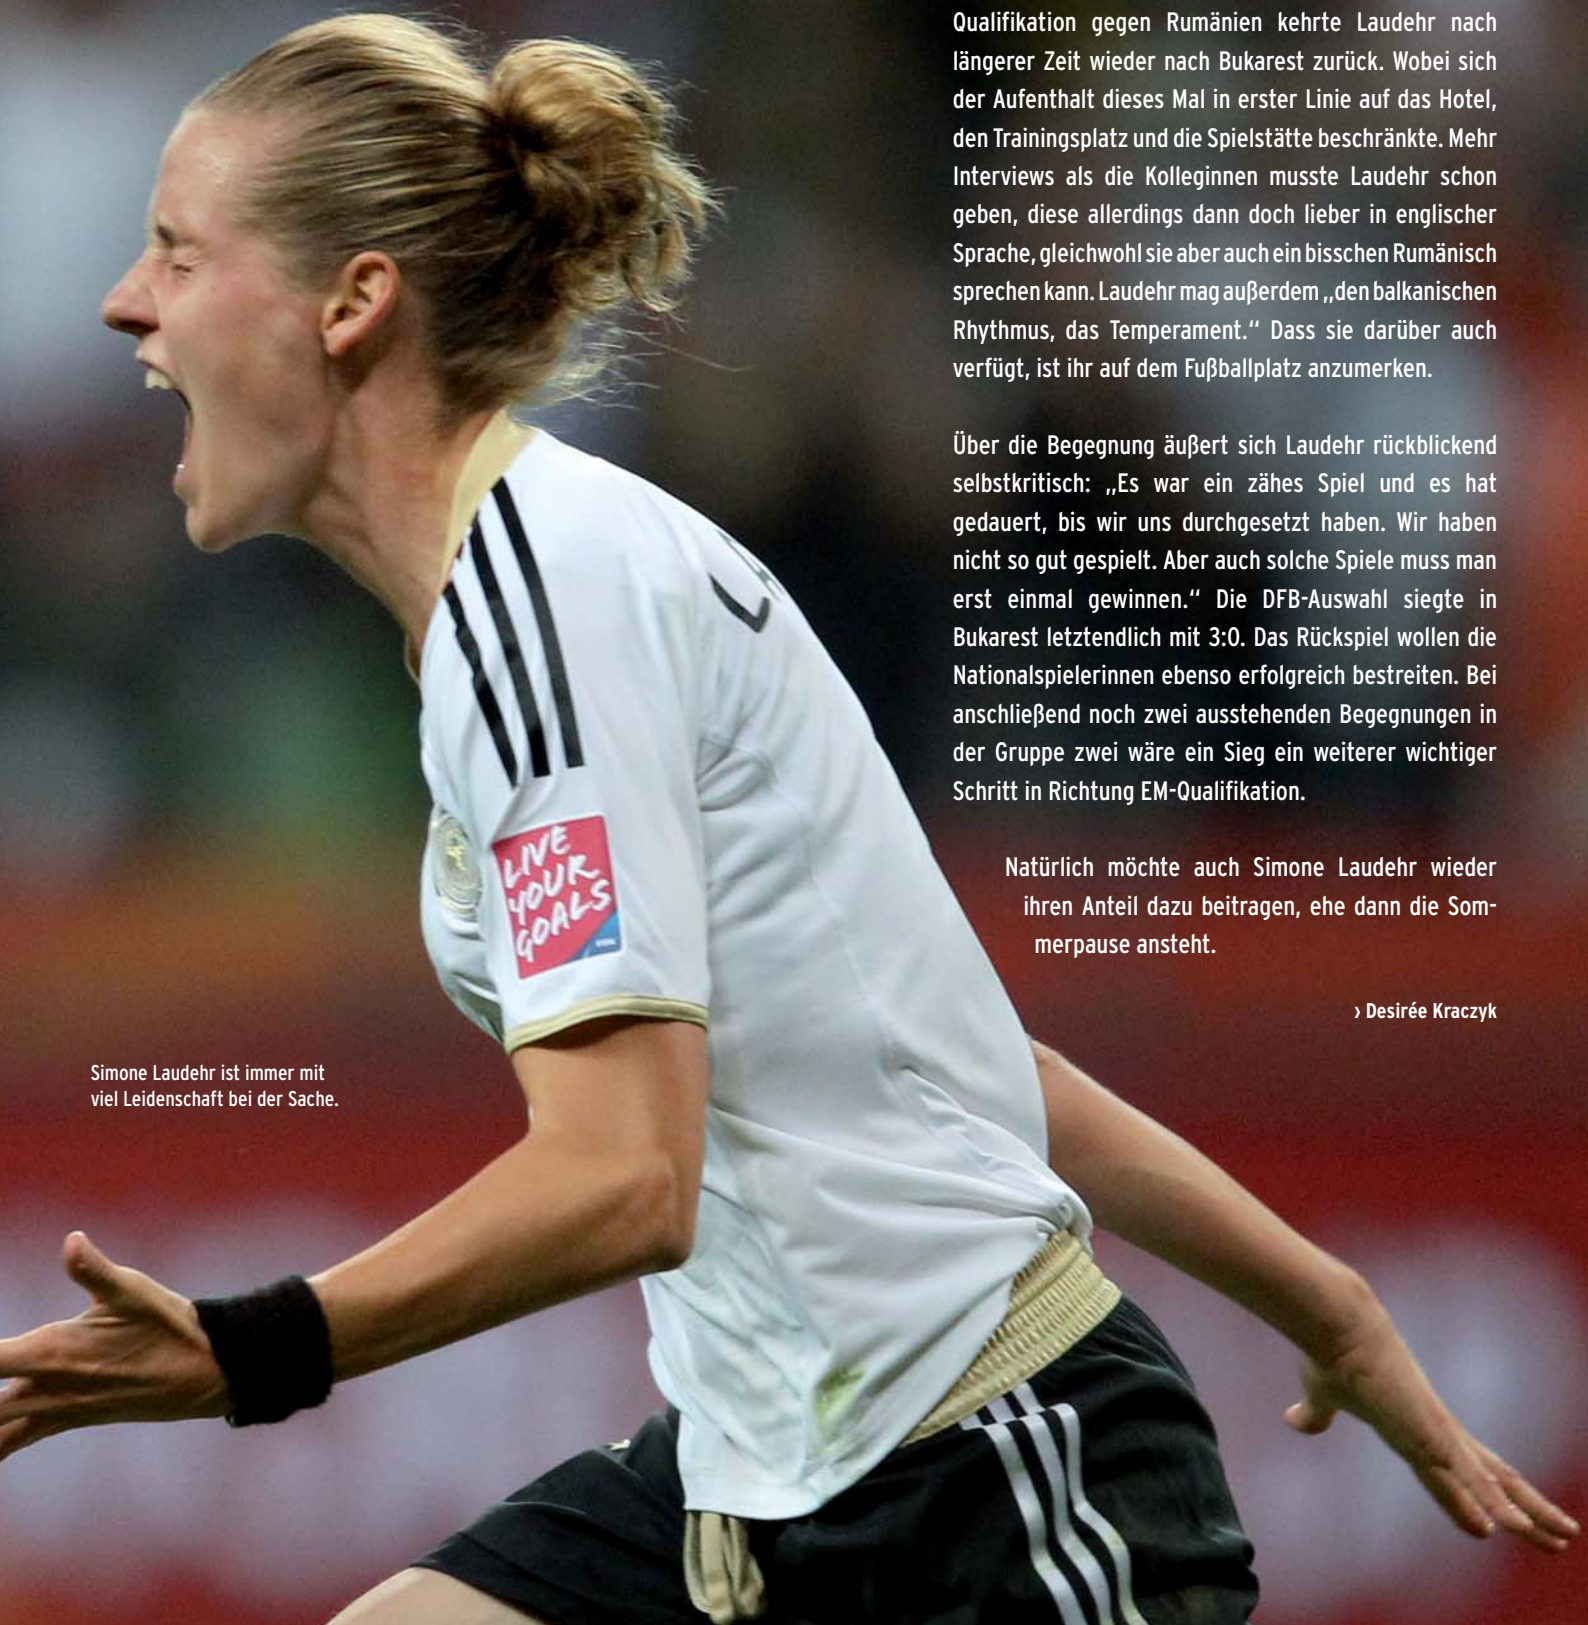 Qualifikation gegen Rumänien kehrte Laudehr nach
längerer Zeit wieder nach Bukarest zurück. Wobei sich
der Aufenthalt dieses Mal in erster Linie auf das Hotel,
den Trainingsplatz und die Spielstätte beschränkte. Mehr
Interviews als die Kolleginnen musste Laudehr schon
geben, diese allerdings dann doch lieber in englischer
Sprache, gleichwohl sie aber auch ein bisschen Rumänisch
sprechen kann. Laudehr mag außerdem „den balkanischen
Rhythmus, das Temperament.“ Dass sie darüber auch
verfügt, ist ihr auf dem Fußballplatz anzumerken.
Über die Begegnung äußert sich Laudehr rückblickend
selbstkritisch: „Es war ein zähes Spiel und es hat
gedauert, bis wir uns durchgesetzt haben. Wir haben
nicht so gut gespielt. Aber auch solche Spiele muss man
erst einmal gewinnen.“ Die DFB-Auswahl siegte in
Bukarest letztendlich mit 3:0. Das Rückspiel wollen die
Nationalspielerinnen ebenso erfolgreich bestreiten. Bei
anschließend noch zwei ausstehenden Begegnungen in
der Gruppe zwei wäre ein Sieg ein weiterer wichtiger
Schritt in Richtung EM-Qualifikation.
Natürlich möchte auch Simone Laudehr wieder
ihren Anteil dazu beitragen, ehe dann die Som-
merpause ansteht.
› Desirée Kraczyk
Simone Laudehr ist immer mit
viel Leidenschaft bei der Sache.
LIVE
YOUR
GOALS